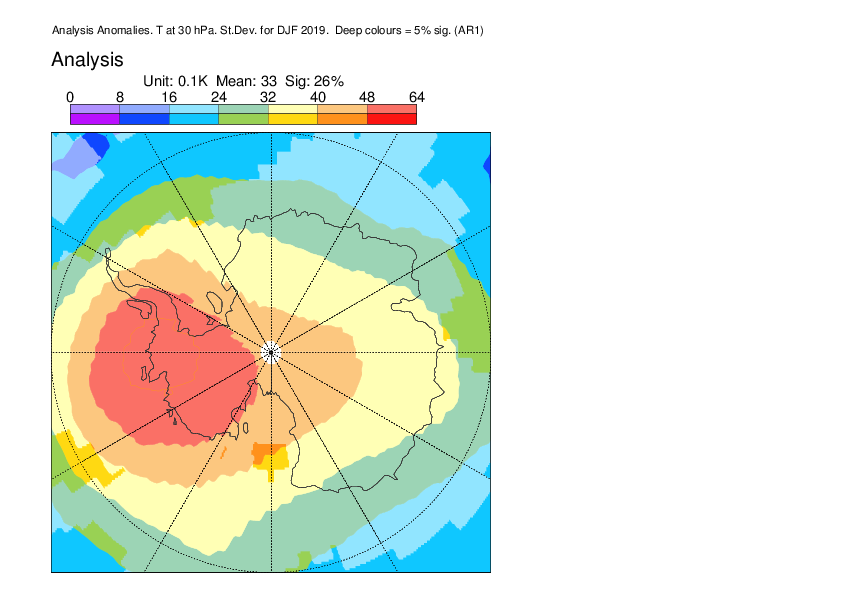 Analysis Anomalies. T at 30 hPa. St.Dev. for DJF 2019.  Deep colours = 5% sig. (AR1)
Analysis
Unit: 0.1K  Mean: 33  Sig: 26%
0 8 16 24 32 40 48 64